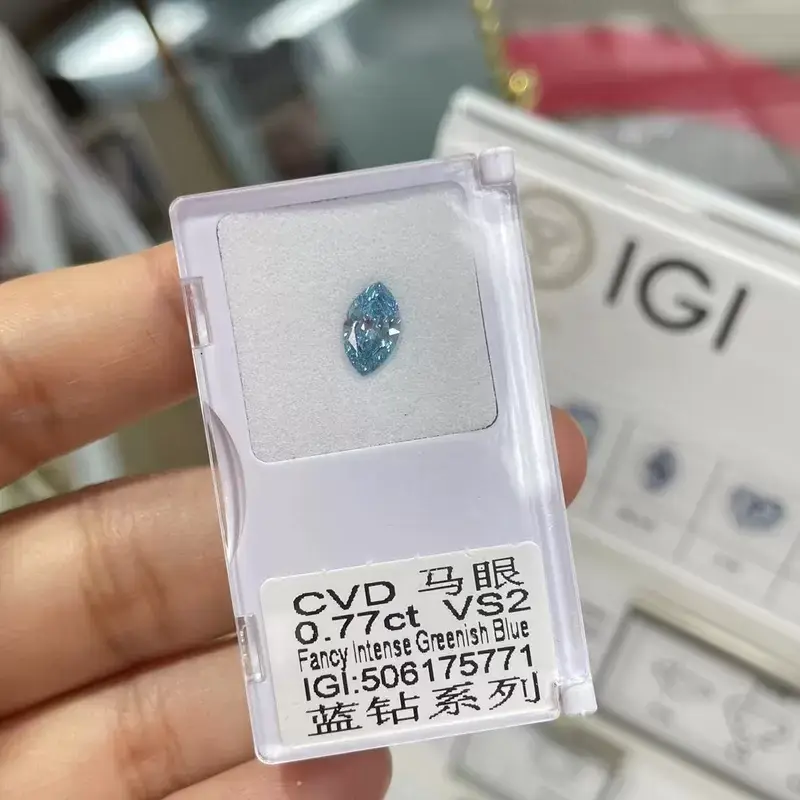 IGI
CVD 马眼
0.77ct VS2
Fancy Intense Greenish Blue
IGI:506175771
蓝钻系列